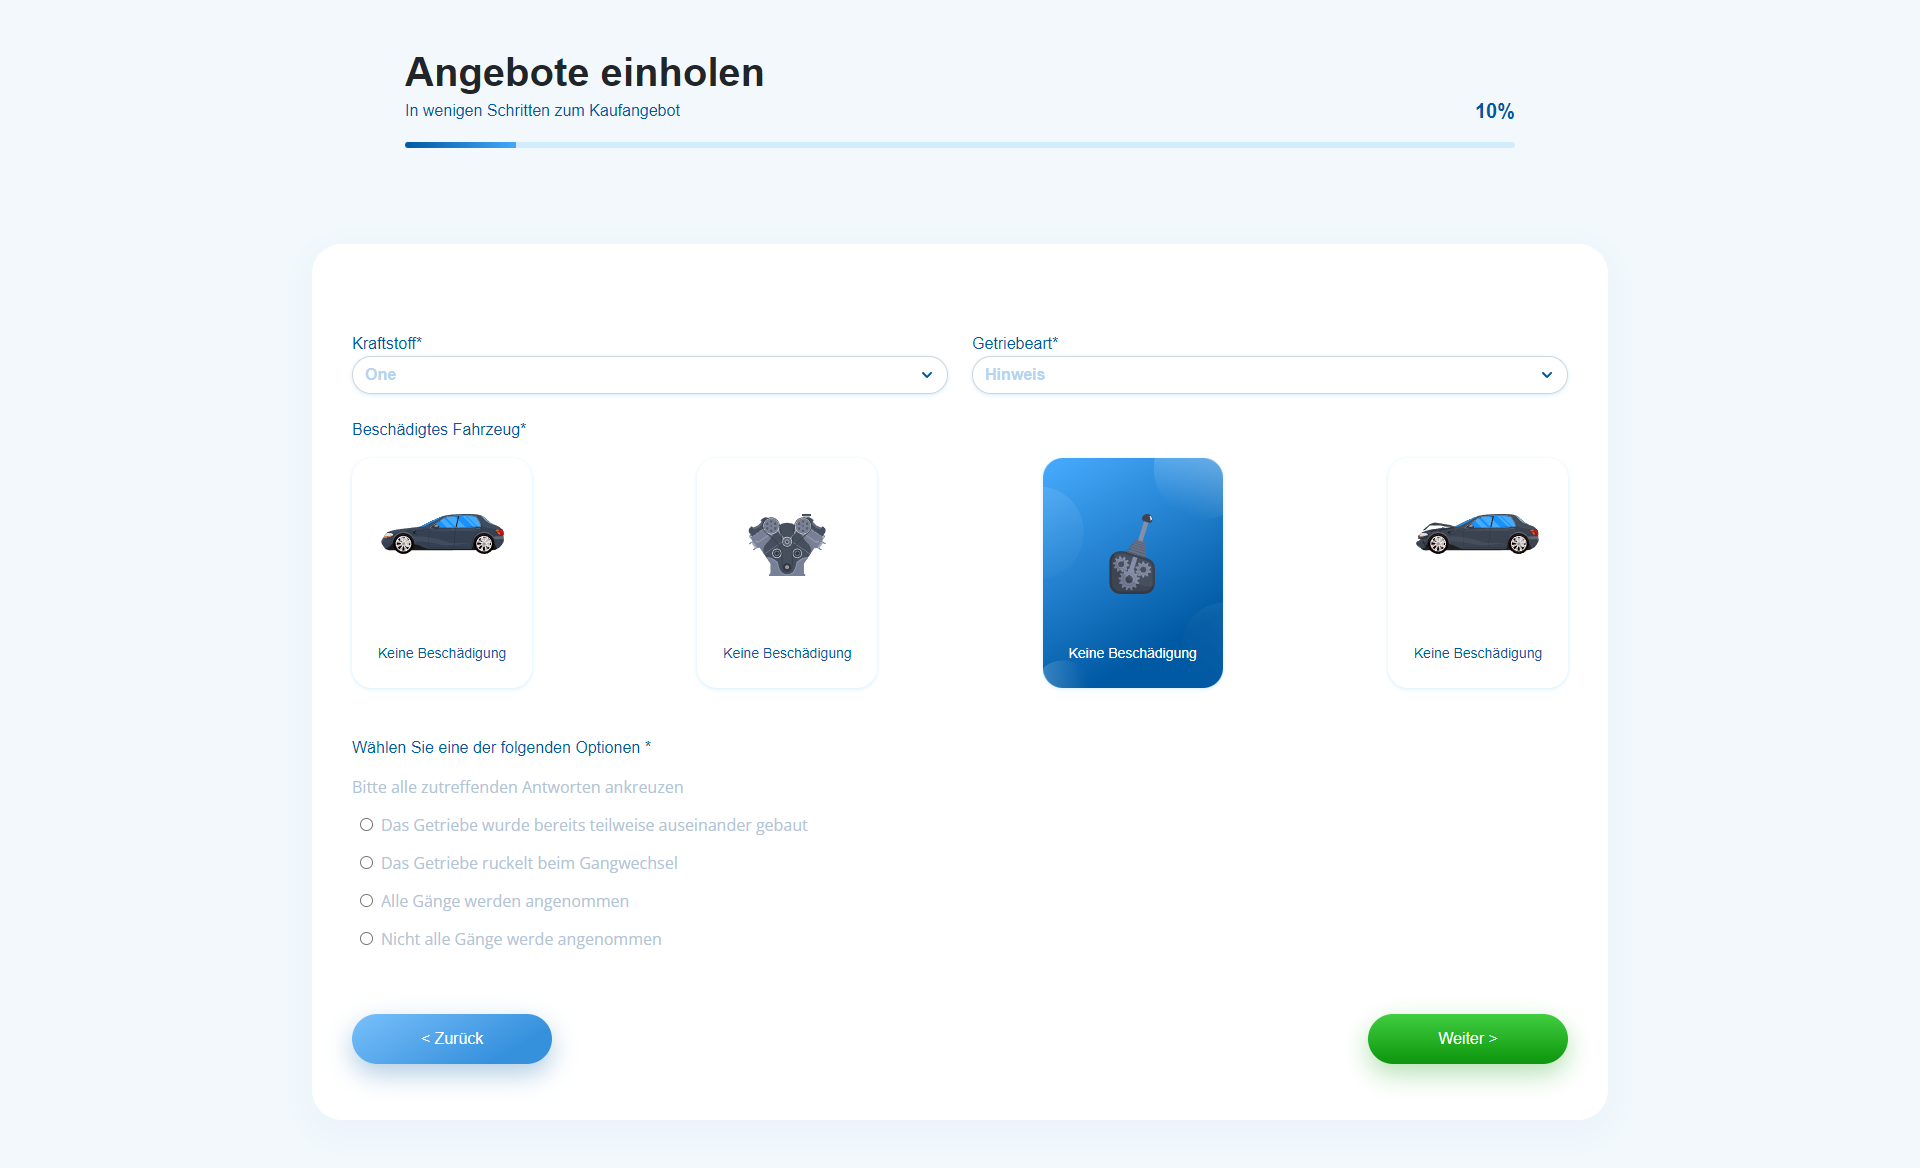 Angebote einholen
In wenigen Schritten zum Kaufangebot
10%
Kraftstoff*
Getriebeart*
One
Hinweis
Beschädigtes Fahrzeug*
Keine Beschädigung
Keine Beschädigung
Keine Beschädigung
Keine Beschädigung
Wählen Sie eine der folgenden Optionen *
Bitte alle zutreffenden Antworten ankreuzen
Das Getriebe wurde bereits teilweise auseinander gebaut
Das Getriebe ruckelt beim Gangwechsel
Alle Gänge werden angenommen
Nicht alle Gänge werde angenommen
< Zurück
Weiter >